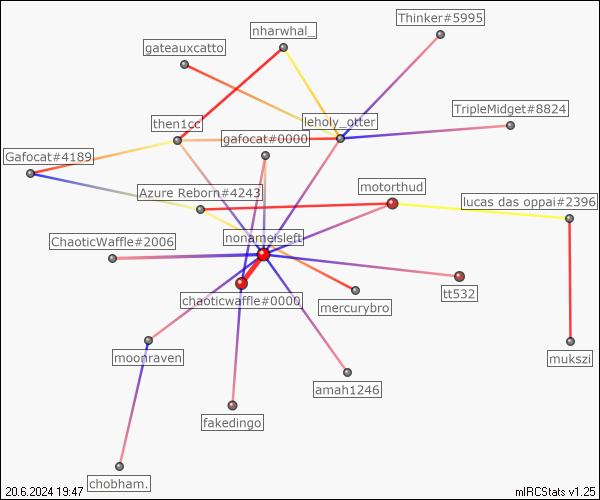 Thinker#5995
nharwhal_
gateauxcatto
TripleMidget#8824
then1cc
leholy_otter
gafocat#0000
Gafocat#4189
motorthud
Azure Reborn#4243
lucas das oppai#2396
nonameisleft
ChaoticWaffle#2006
tt532
chaoticwaffle#0000
mercurybro
moonraven
mukszi
amah1246
fakedingo
chobham.
20.6.2024 19:47
mIRCStats v1.25